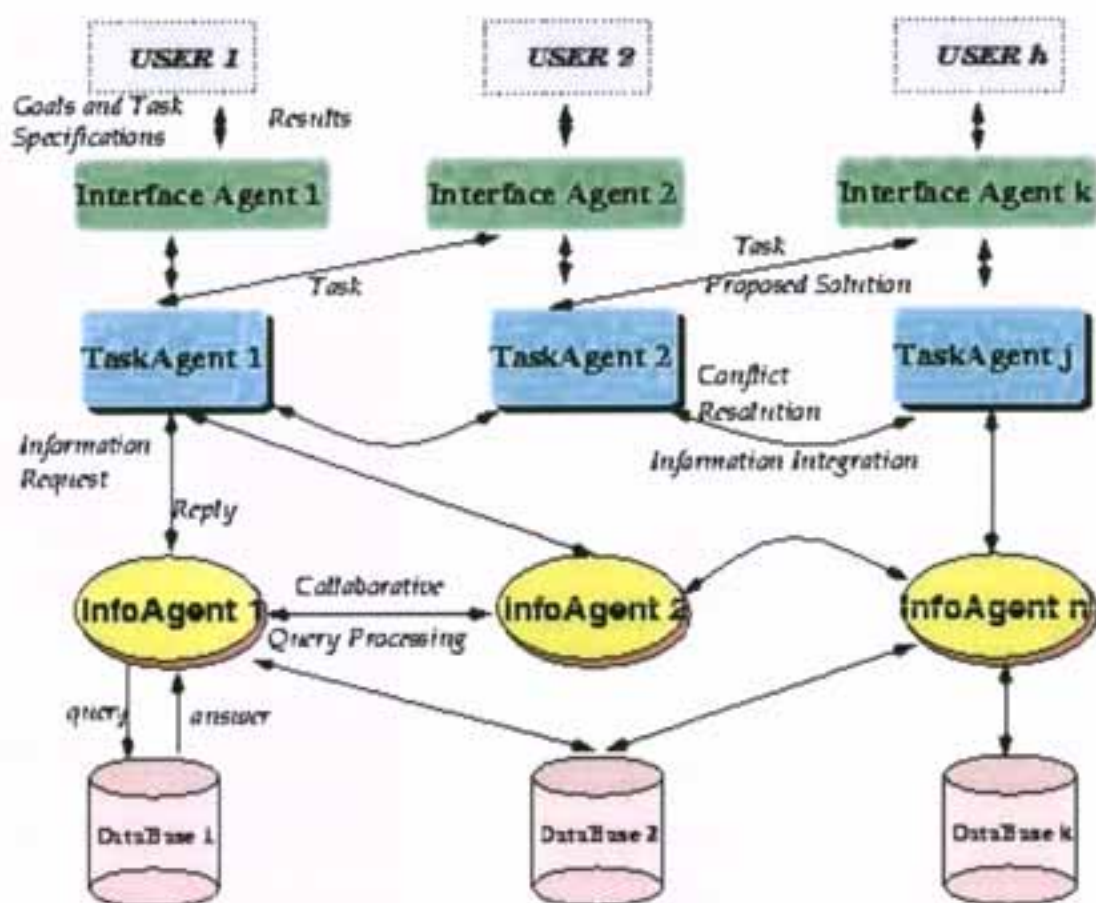 USER 1
USER 2
USER h
Goals and Task
Specifications
Results
Interface Agent 1
Interface Agent 2
Interface Agent k
Task
Task
Proposed Solution
TaskAgent 1
TaskAgent 2
TaskAgent j
Conflict
Resolution
Information
Request
Information Integration
Reply
InfoAgent 1
Collaborative
Query Processing
InfoAgent 2
InfoAgent n
query
answer
DataBase 1
DataBase 2
DataBase k